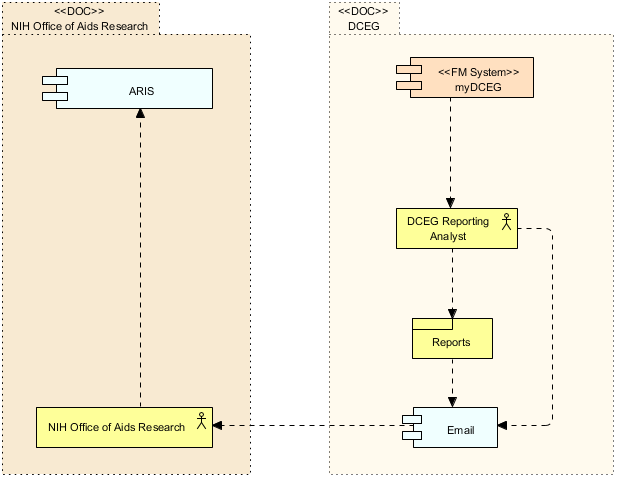 <<DOC>>
NIH Office of Aids Research
ARIS
NIH Office of Aids Research
<<DOC>>
DCEG
<<FM System>>
myDCEG
DCEG Reporting
Analyst
Reports
Email